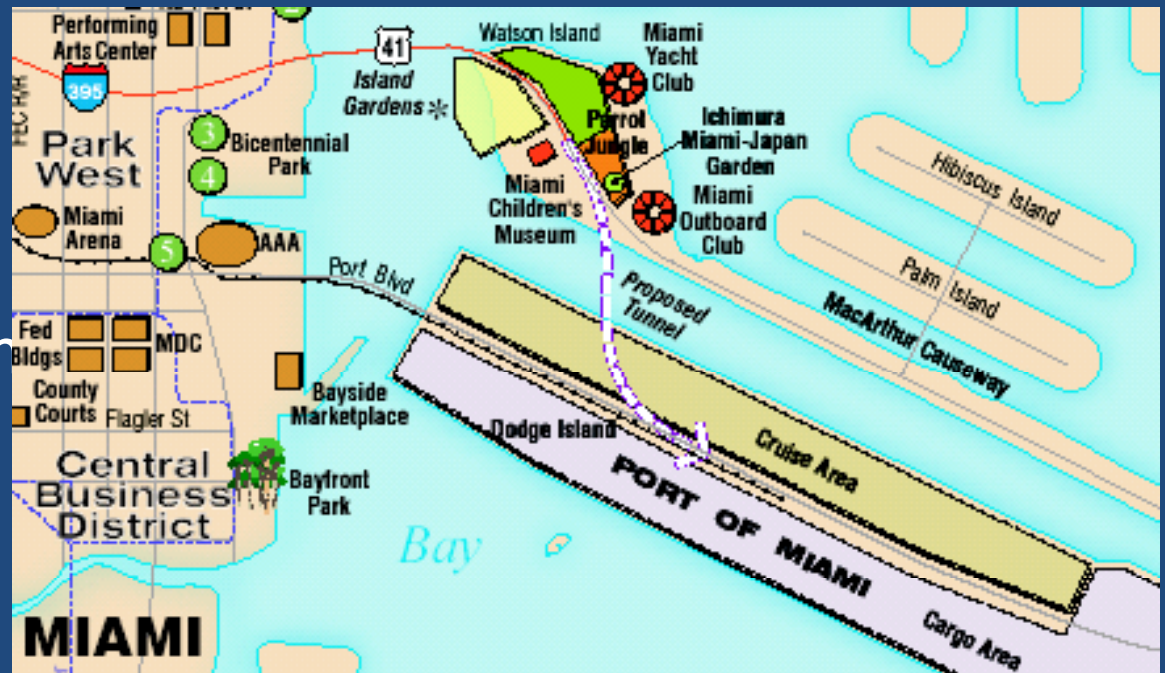 Performing
Arts Center
395
41
Watson Island
Miami
Yacht
Club
Island
Gardens*
FEC R/R
Park
West
3
Bicentennial
Park
4
Parrot
Jungle
Ichimura
Miami-Japan
Garden
Miami
Children's
Museum
Miami
Outboard
Club
Hibiscus Island
Palm Island
MacArthur Causeway
Miami
Arena
5
AAA
Port Blvd
Proposed
Tunnel
Fed
Bldgs
MDC
County
Courts
Flagler St
Bayside
Marketplace
Dodge Island
Cruise Area
PORT OF MIAMI
Cargo Area
Central
Business
District
Bayfront
Park
Bay
MIAMI